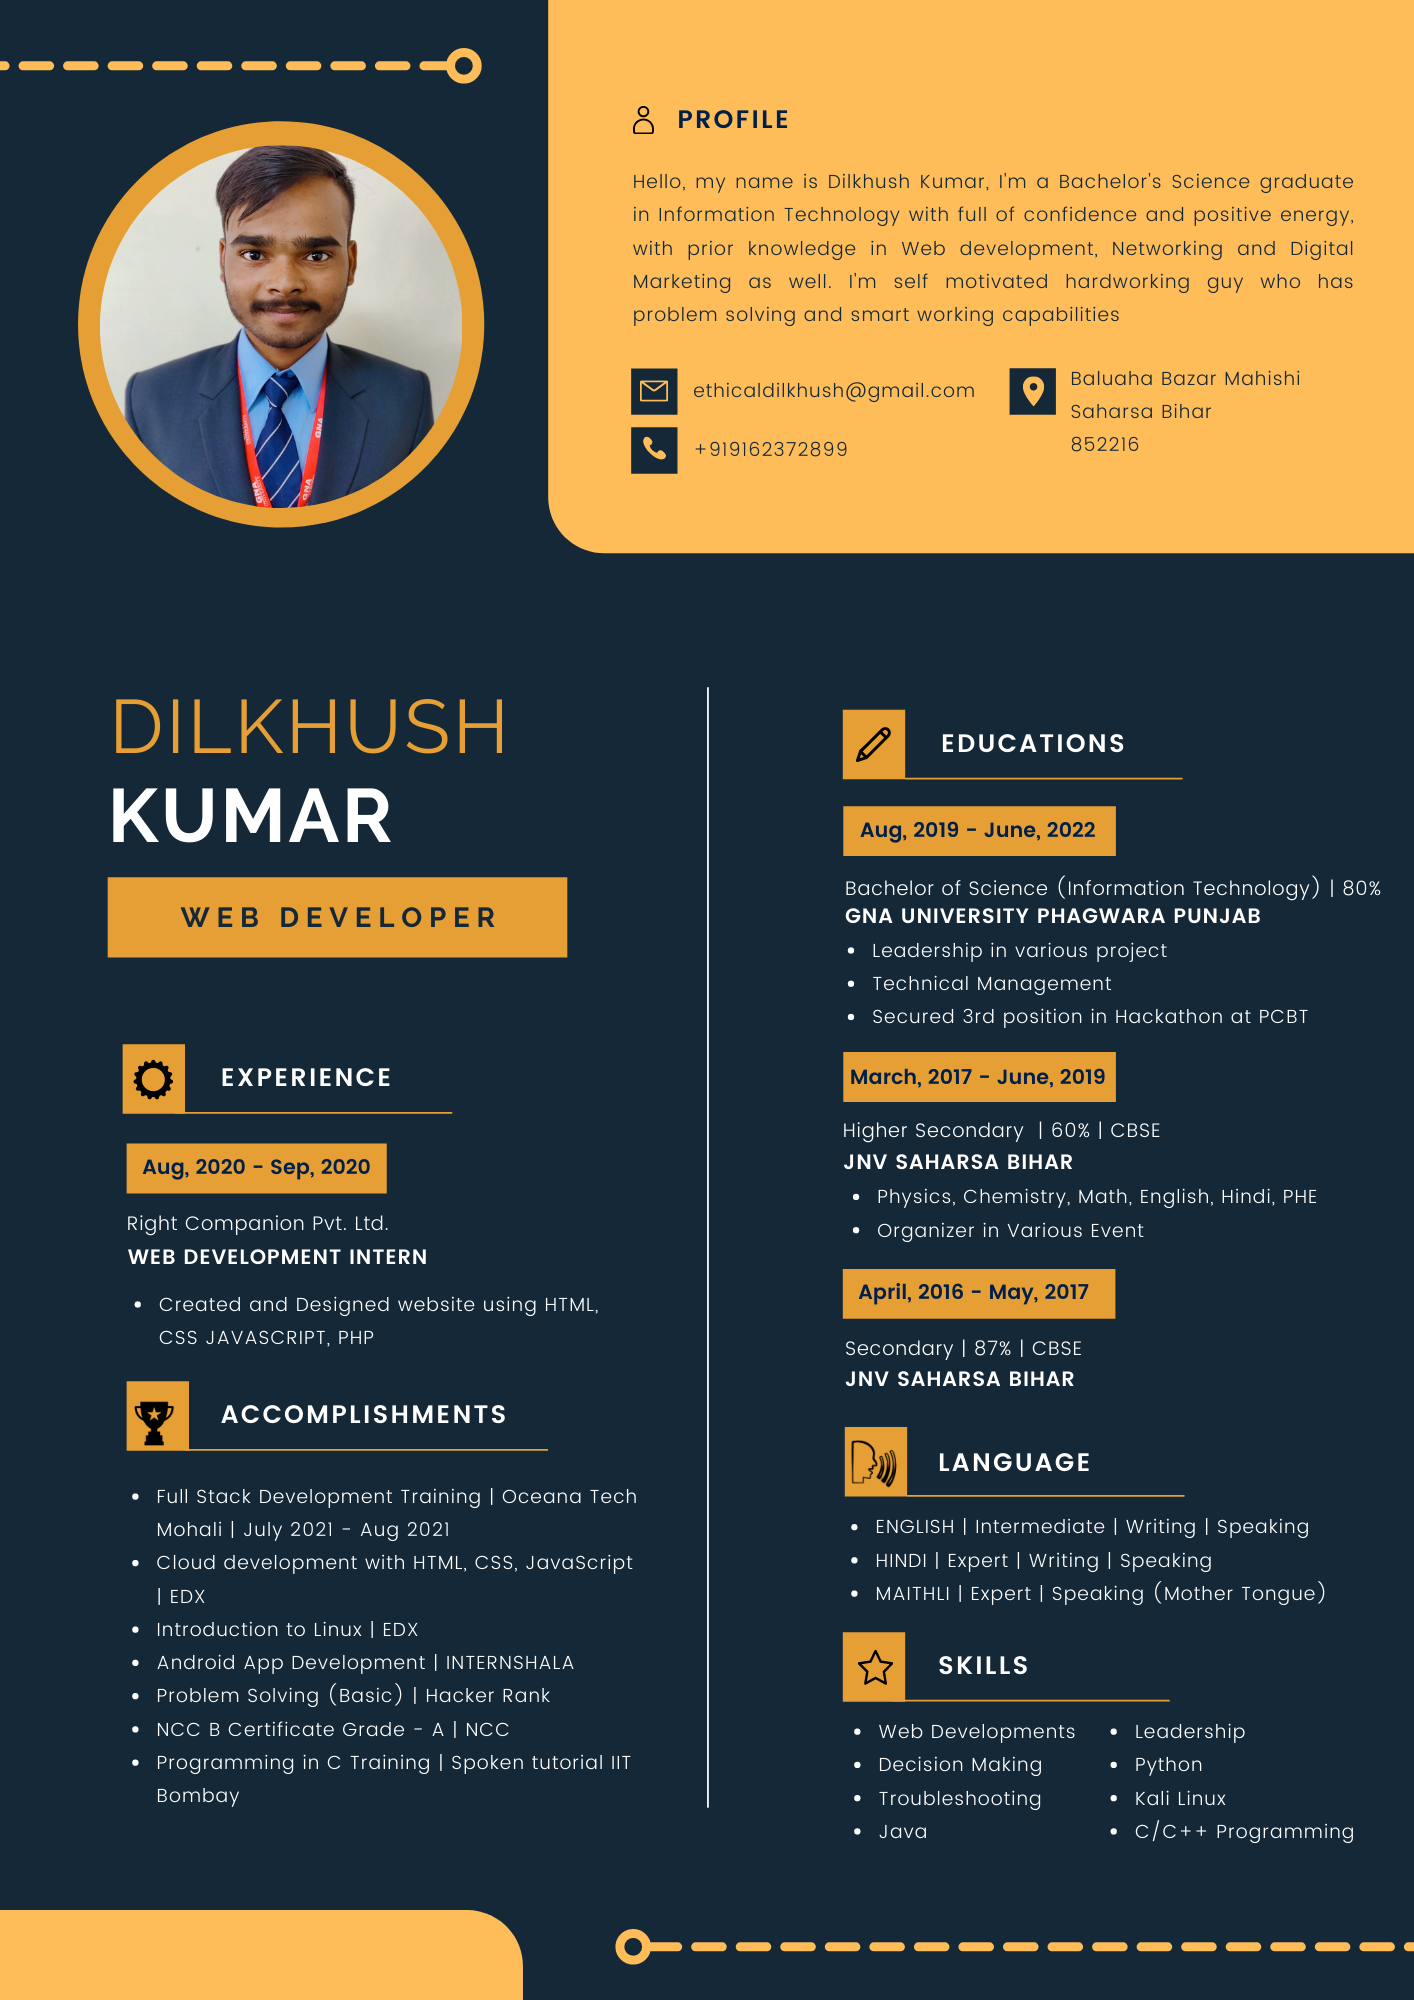 PROFILE
Hello, my name is Dilkhush Kumar, I'm a Bachelor's Science graduate
in Information Technology with full of confidence and positive energy,
with prior knowledge in Web development, Networking and Digital
Marketing as well. I'm self motivated hardworking guy who has
problem solving and smart working capabilities
ethicaldilkhush@gmail.com
+919162372899
Baluaha Bazar Mahishi
Saharsa Bihar
852216
GNA
GNA
GNA
DILKHUSH
KUMAR
WEB DEVELOPER
EXPERIENCE
Aug, 2020 - Sep, 2020
Right Companion Pvt. Ltd.
WEB DEVELOPMENT INTERN
• Created and Designed website using HTML,
CSS JAVASCRIPT, PHP
ACCOMPLISHMENTS
• Full Stack Development Training | Oceana Tech
Mohali | July 2021 - Aug 2021
• Cloud development with HTML, CSS, JavaScript
| EDX
• Introduction to Linux | EDX
• Android App Development | INTERNSHALA
• Problem Solving (Basic) | Hacker Rank
• NCC B Certificate Grade - A | NCC
• Programming in C Training | Spoken tutorial IIT
Bombay
EDUCATIONS
Aug, 2019 - June, 2022
Bachelor of Science (Information Technology) | 80%
GNA UNIVERSITY PHAGWARA PUNJAB
• Leadership in various project
• Technical Management
• Secured 3rd position in Hackathon at PCBT
March, 2017 - June, 2019
Higher Secondary | 60% | CBSE
JNV SAHARSA BIHAR
• Physics, Chemistry, Math, English, Hindi, PHE
• Organizer in Various Event
April, 2016 - May, 2017
Secondary | 87% | CBSE
JNV SAHARSA BIHAR
LANGUAGE
• ENGLISH | Intermediate | Writing | Speaking
• HINDI | Expert | Writing | Speaking
• MAITHLI | Expert | Speaking (Mother Tongue)
SKILLS
• Web Developments
• Decision Making
• Troubleshooting
• Java
• Leadership
• Python
• Kali Linux
• C/C++ Programming